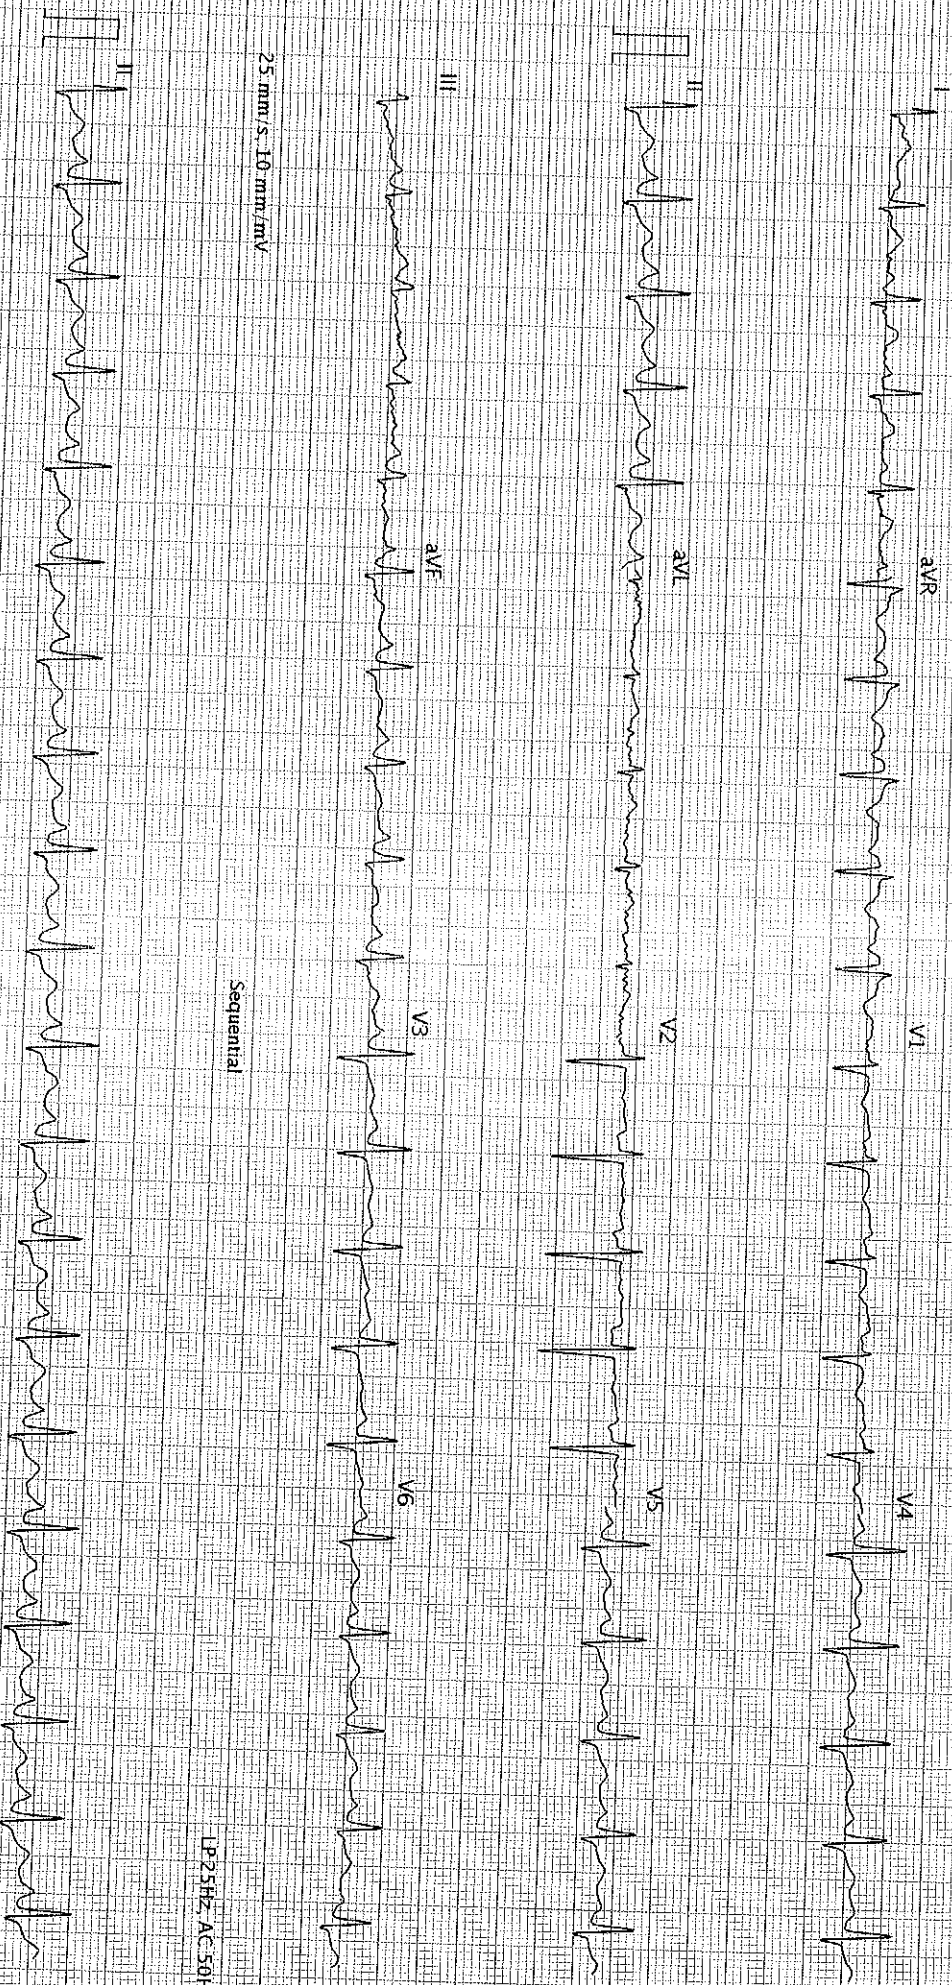 I aVR V1 V4
II aVL V2 V5
III aVF V3 V6
25 mm/s, 10 mm/mV Sequential LP 25Hz, AC 50
II